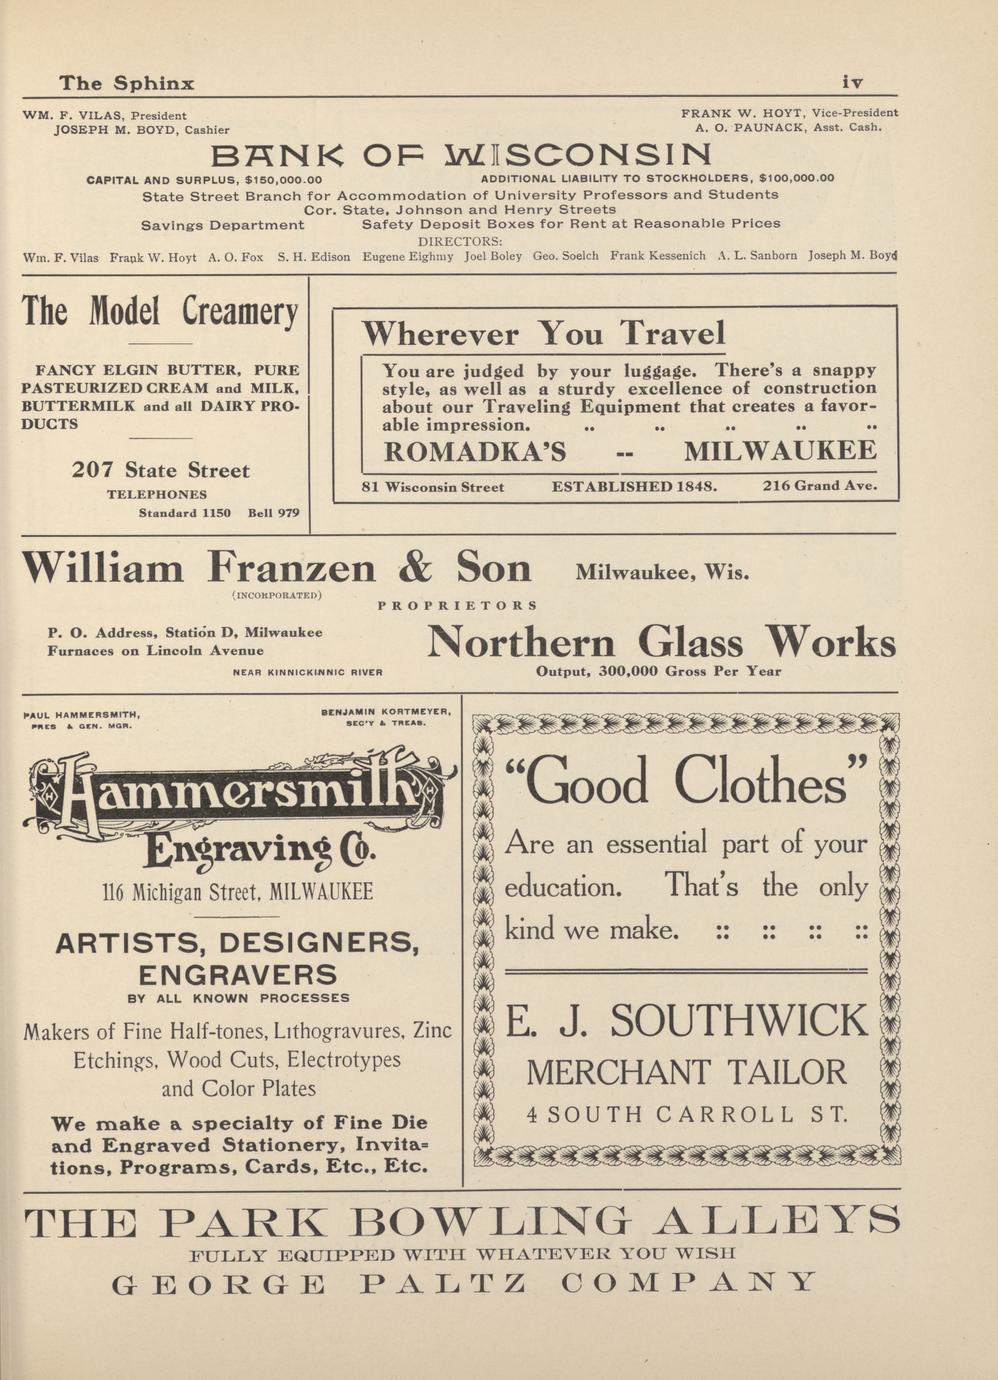 The Sphinx iv
WM. F. VILAS, President FRANK W. HOYT, Vice-President
JOSEPH M. BOYD, Cashier A. O. PAUNACK, Asst. Cash.
BANK OF WISCONSIN
CAPITAL AND SURPLUS, $150,000.00 ADDITIONAL LIABILITY TO STOCKHOLDERS, $100,000.00
State Street Branch for Accommodation of University Professors and Students
Cor. State, Johnson and Henry Streets
Savings Department Safety Deposit Boxes for Rent at Reasonable Prices
DIRECTORS:
Wm. F. Vilas Frank W. Hoyt A. O. Fox S. H. Edison Eugene Eighmy Joel Boley Geo. Soelch Frank Kessenich A. L. Sanborn Joseph M. Boyd
The Model Creamery
FANCY ELGIN BUTTER, PURE
PASTEURIZED CREAM and MILK,
BUTTERMILK and all DAIRY PRO-
DUCTS
207 State Street
TELEPHONES
Standard 1150 Bell 979
Wherever You Travel
You are judged by your luggage. There's a snappy
style, as well as a sturdy excellence of construction
about our Traveling Equipment that creates a favor-
able impression. .. .. .. .. ..
ROMADKA'S -- MILWAUKEE
81 Wisconsin Street ESTABLISHED 1848. 216 Grand Ave.
William Franzen & Son Milwaukee, Wis.
(INCORPORATED)
PROPRIETORS
P. O. Address, Station D, Milwaukee
Furnaces on Lincoln Avenue
NEAR KINNICKINNIC RIVER
Northern Glass Works
Output, 300,000 Gross Per Year
PAUL HAMMERSMITH,
PRES & GEN. MGR.
BENJAMIN KORTMEYER,
SEC'Y & TREAS.
Hammersmith
Engraving Co.
116 Michigan Street, MILWAUKEE
ARTISTS, DESIGNERS,
ENGRAVERS
BY ALL KNOWN PROCESSES
Makers of Fine Half-tones, Lithogravures, Zinc
Etchings, Wood Cuts, Electrotypes
and Color Plates
We make a specialty of Fine Die
and Engraved Stationery, Invita=
tions, Programs, Cards, Etc., Etc.
"Good Clothes"
Are an essential part of your
education. That's the only
kind we make. :: :: :: ::
E. J. SOUTHWICK
MERCHANT TAILOR
4 SOUTH CARROLL ST.
THE PARK BOWLING ALLEYS
FULLY EQUIPPED WITH WHATEVER YOU WISH
GEORGE PALTZ COMPANY